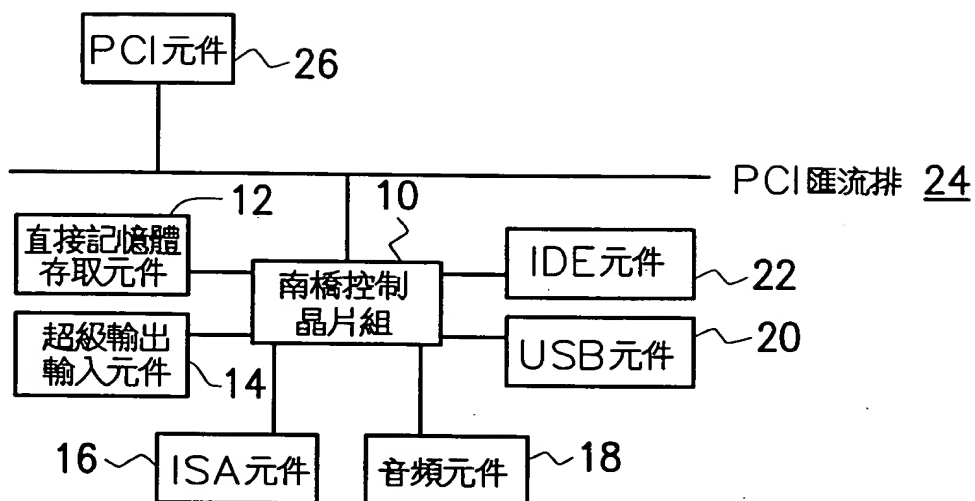 PCI元件
26
PCI匯流排 24
12
10
直接記憶體
存取元件
IDE元件
22
南橋控制
晶片組
超級輸出
輸入元件
14
USB元件
20
16
ISA元件
音頻元件
18